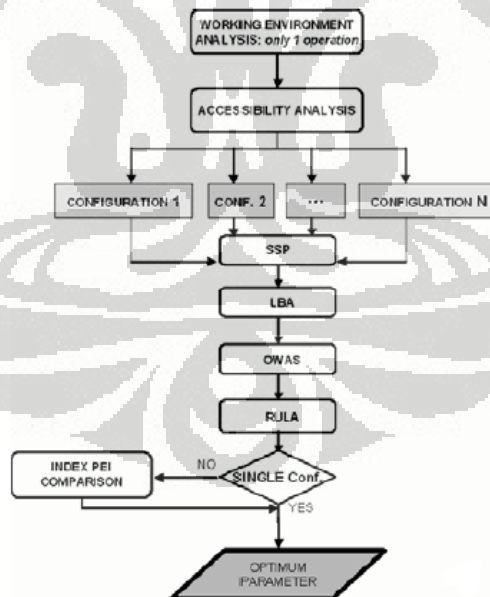 WORKING ENVIRONMENT
ANALYSIS: only 1 operation
ACCESSIBILITY ANALYSIS
CONFIGURATION 1
CONF. 2
...
CONFIGURATION N
SSP
LBA
OWAS
RULA
SINGLE Conf.
NO
INDEX PEI
COMPARISON
YES
OPTIMUM
PARAMETER